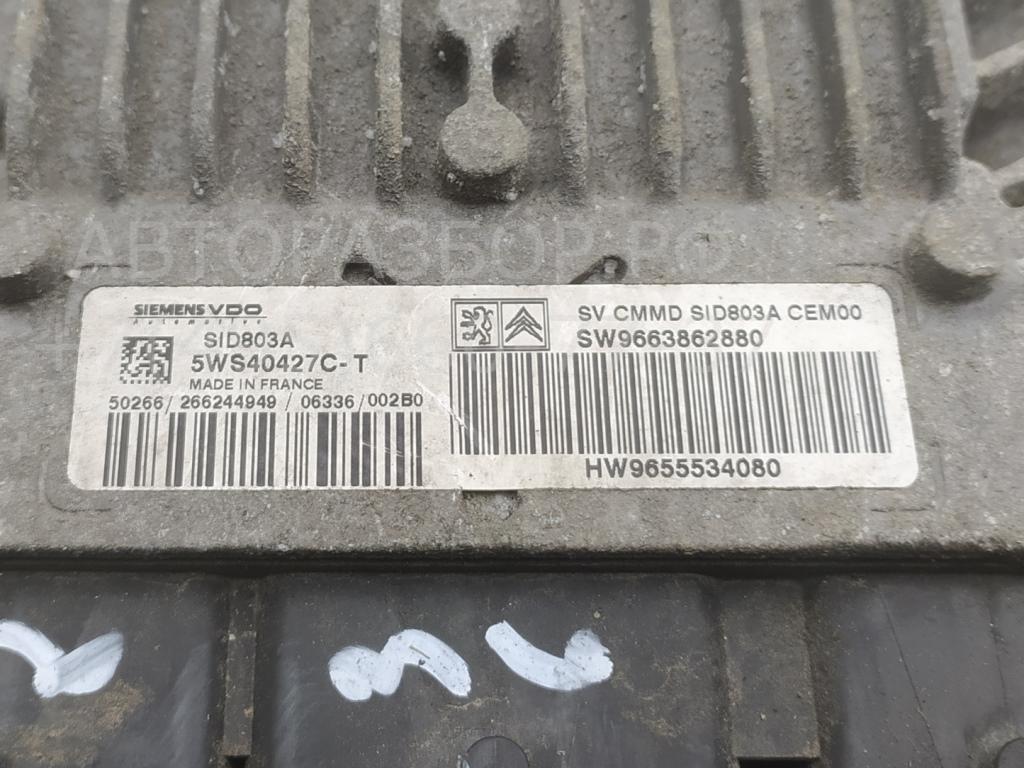 АВТОРАЗБОР.РФ
SIEMENS VDO
Automotive
SID803A
5WS40427C-T
MADE IN FRANCE
50266/266244949/06336/002B0
SV CMMD SID803A CEM00
SW9663862880
HW9655534080